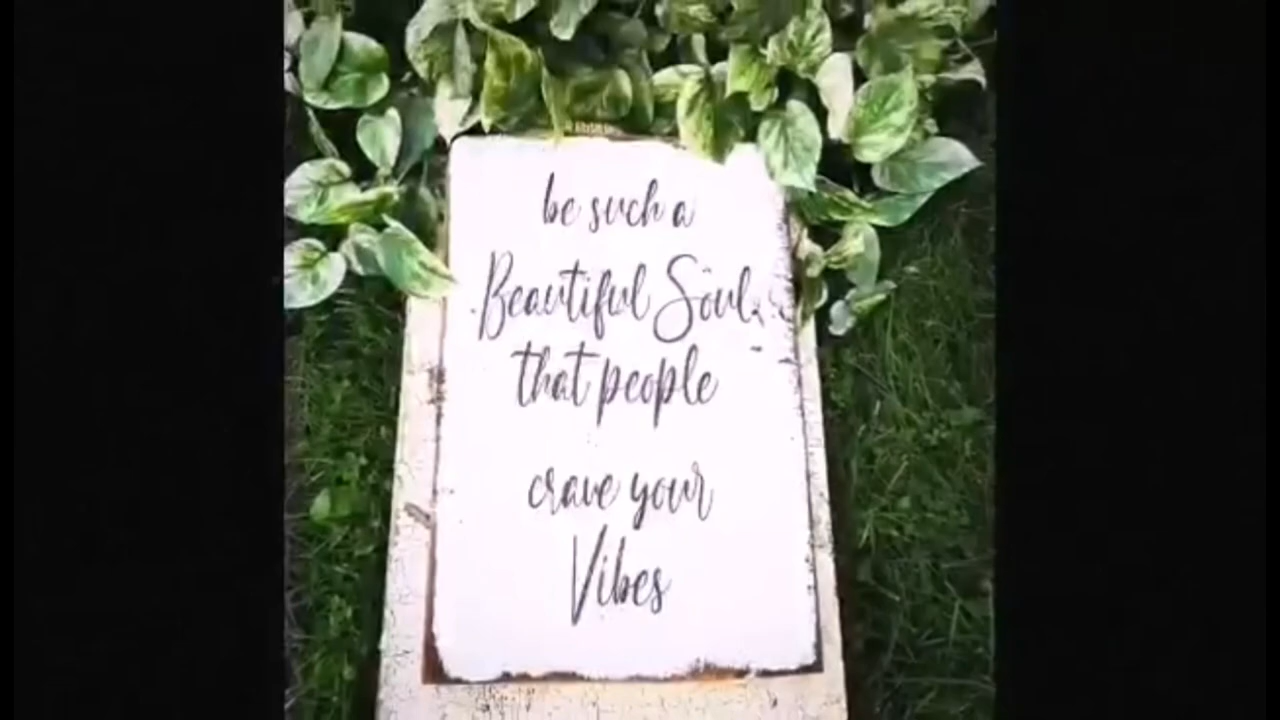 be such a
Beautiful Soul
that people
crave your
Vibes